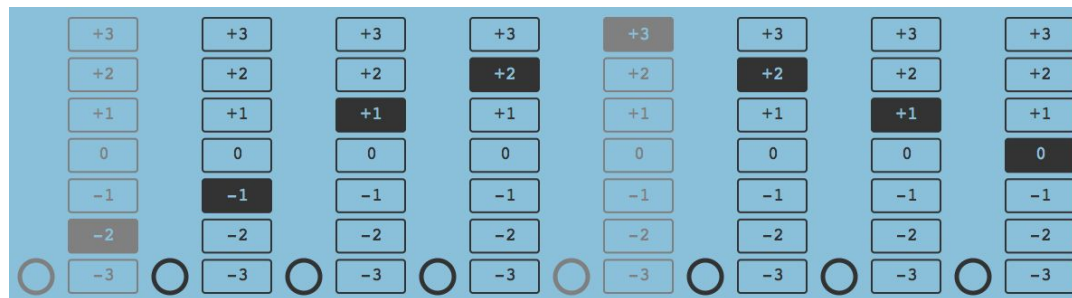 +3 +3 +3 +3 +3 +3 +3 +3
+2 +2 +2 +2 +2 +2 +2 +2
+1 +1 +1 +1 +1 +1 +1 +1
0 0 0 0 0 0 0 0
-1 -1 -1 -1 -1 -1 -1 -1
-2 -2 -2 -2 -2 -2 -2 -2
-3 -3 -3 -3 -3 -3 -3 -3